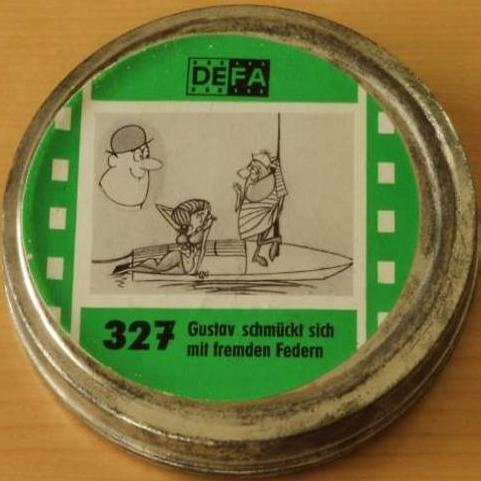 DEFA
327 Gustav schmückt sich
mit fremden Federn